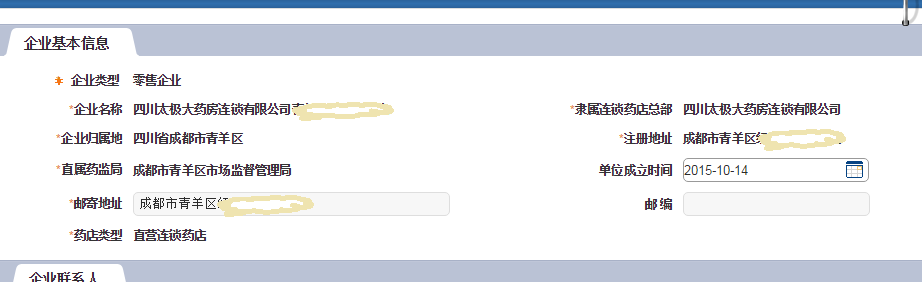 企业基本信息
* 企业类型 零售企业
*企业名称 四川太极大药房连锁有限公司 *隶属连锁药店总部 四川太极大药房连锁有限公司
*企业归属地 四川省成都市青羊区 *注册地址 成都市青羊区
*直属药监局 成都市青羊区市场监督管理局 单位成立时间 2015-10-14
*邮寄地址 成都市青羊区 邮编
*药店类型 直营连锁药店
企业联系人